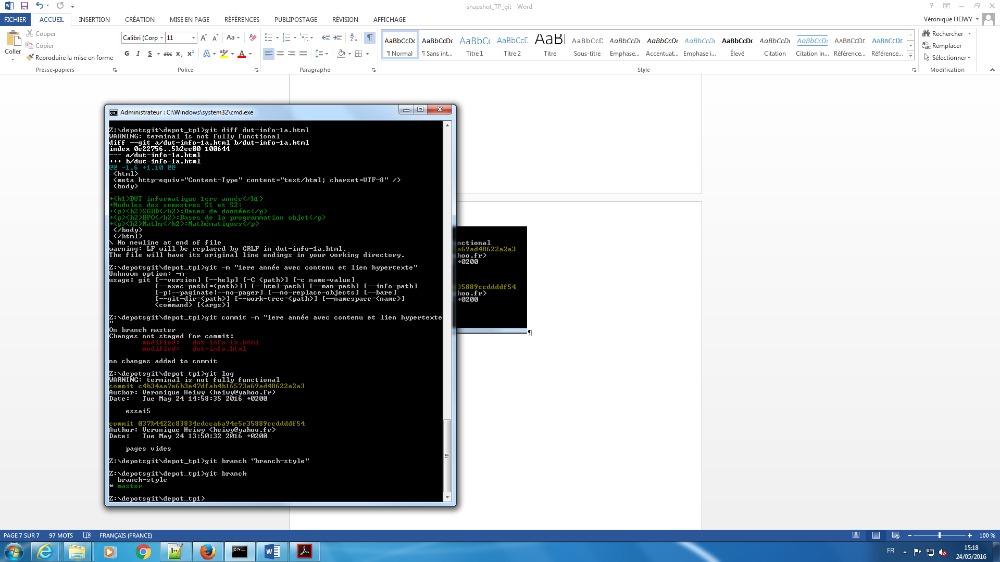 snapshot_TP_git - Word
FICHIER ACCUEIL INSERTION CRÉATION MISE EN PAGE RÉFÉRENCES PUBLIPOSTAGE RÉVISION AFFICHAGE
Véronique HEIWY
Coller
Couper
Copier
Reproduire la mise en forme
Presse-papiers
Calibri (Corp 11
G I S abc x₂ x²
Police
Paragraphe
AaBbCcDc AaBbCcDc AaBbCc AaBbCcD AaBl AaBbCcD AaBbCcDc AaBbCcDc AaBbCcDc AaBbCcDc AaBbCcDc AaBbCcDc AABBCCDC AABBCCDC
¶ Normal ¶ Sans int... Titre 1 Titre 2 Titre Sous-titre Emphase... Accentuat... Emphase i... Élevé Citation Citation in... Référence... Référence...
Style
Rechercher
Remplacer
Sélectionner
Modification
Administrateur : C:\Windows\system32\cmd.exe
Z:\depotsgit\depot_tp1>git diff dut-info-1a.html
WARNING: terminal is not fully functional
diff --git a/dut-info-1a.html b/dut-info-1a.html
index 0e22756..5b2ee00 100644
--- a/dut-info-1a.html
+++ b/dut-info-1a.html
@@ -1,6 +1,10 @@
 <html>
 <meta http-equiv="Content-Type" content="text/html; charset=UTF-8" />
 <body>
-
+<h1>DUT informatique 1ere année</h1>
+Modules des semestres S1 et S2:
+<p><h2>SGBD</h2>:Bases de données</p>
+<p><h2>BPO</h2>:Bases de la programmation objet</p>
+<p><h2>Maths</h2>:Mathématiques</p>
 </body>
 </html>
\ No newline at end of file
warning: LF will be replaced by CRLF in dut-info-1a.html.
The file will have its original line endings in your working directory.
Z:\depotsgit\depot_tp1>git -m "1ere année avec contenu et lien hypertexte"
Unknown option: -m
usage: git [--version] [--help] [-C <path>] [-c name=value]
[--exec-path[=<path>]] [--html-path] [--man-path] [--info-path]
[-p¦--paginate¦--no-pager] [--no-replace-objects] [--bare]
[--git-dir=<path>] [--work-tree=<path>] [--namespace=<name>]
<command> [<args>]
Z:\depotsgit\depot_tp1>git commit -m "1ere année avec contenu et lien hypertexte
"
On branch master
Changes not staged for commit:
modified:   dut-info-1a.html
modified:   dut-info.html
no changes added to commit
Z:\depotsgit\depot_tp1>git log
WARNING: terminal is not fully functional
commit c4b34aa7e6b3e47dfab4b16573a69ad48622a2a3
Author: Veronique Heiwy <heiwy@yahoo.fr>
Date:   Tue May 24 14:58:35 2016 +0200
essai5
commit 037b4422c83834edcca6a94e5e35889ccddddf54
Author: Veronique Heiwy <heiwy@yahoo.fr>
Date:   Tue May 24 13:50:32 2016 +0200
pages vides
Z:\depotsgit\depot_tp1>git branch "branch-style"
Z:\depotsgit\depot_tp1>git branch
  branch-style
* master
Z:\depotsgit\depot_tp1>
nctional
a69ad48622a2a3
hoo.fr>
+0200
35889ccddddf54
hoo.fr>
+0200
¶
PAGE 7 SUR 7 97 MOTS FRANÇAIS (FRANCE) 100 %
FR
15:18
24/05/2016